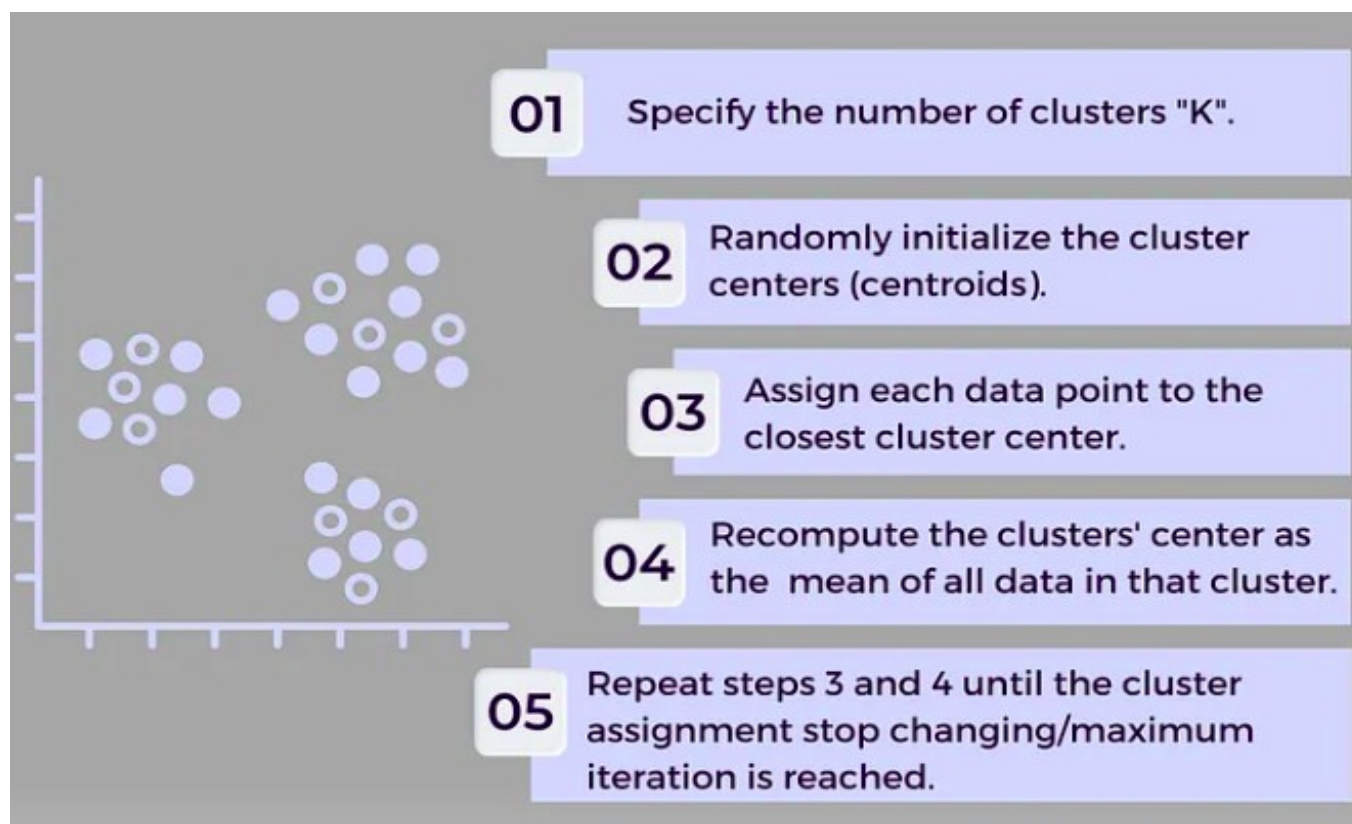 01
Specify the number of clusters "K".
02
Randomly initialize the cluster
centers (centroids).
03
Assign each data point to the
closest cluster center.
04
Recompute the clusters' center as
the  mean of all data in that cluster.
05
Repeat steps 3 and 4 until the cluster
assignment stop changing/maximum
iteration is reached.